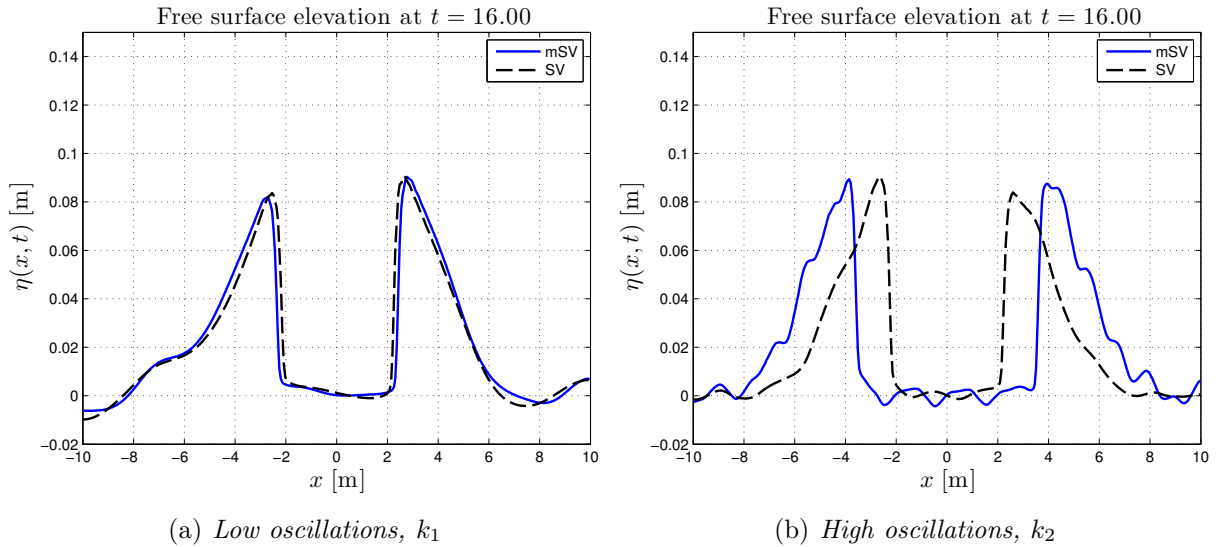 Free surface elevation at t = 16.00
mSV
SV
0.14
0.12
0.1
0.08
0.06
0.04
0.02
0
−0.02
η(x, t) [m]
−10 −8 −6 −4 −2 0 2 4 6 8 10
x [m]
(a) Low oscillations, k1
Free surface elevation at t = 16.00
mSV
SV
0.14
0.12
0.1
0.08
0.06
0.04
0.02
0
−0.02
η(x, t) [m]
−10 −8 −6 −4 −2 0 2 4 6 8 10
x [m]
(b) High oscillations, k2